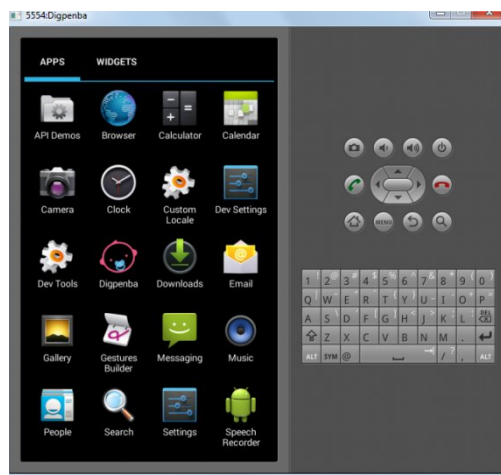 5554:Digpenba
APPS WIDGETS
API Demos Browser Calculator Calendar
Camera Clock Custom Locale Dev Settings
Dev Tools Digpenba Downloads Email
Gallery Gestures Builder Messaging Music
People Search Settings Speech Recorder
MENU
1 2 @ 3 # 4 $ 5 % 6 ^ 7 & 8 * 9 ( 0 )
Q W E R T Y U I O P
A S D F G H J K L DEL
Z X C V B N M .
ALT SYM @ / ? , ALT